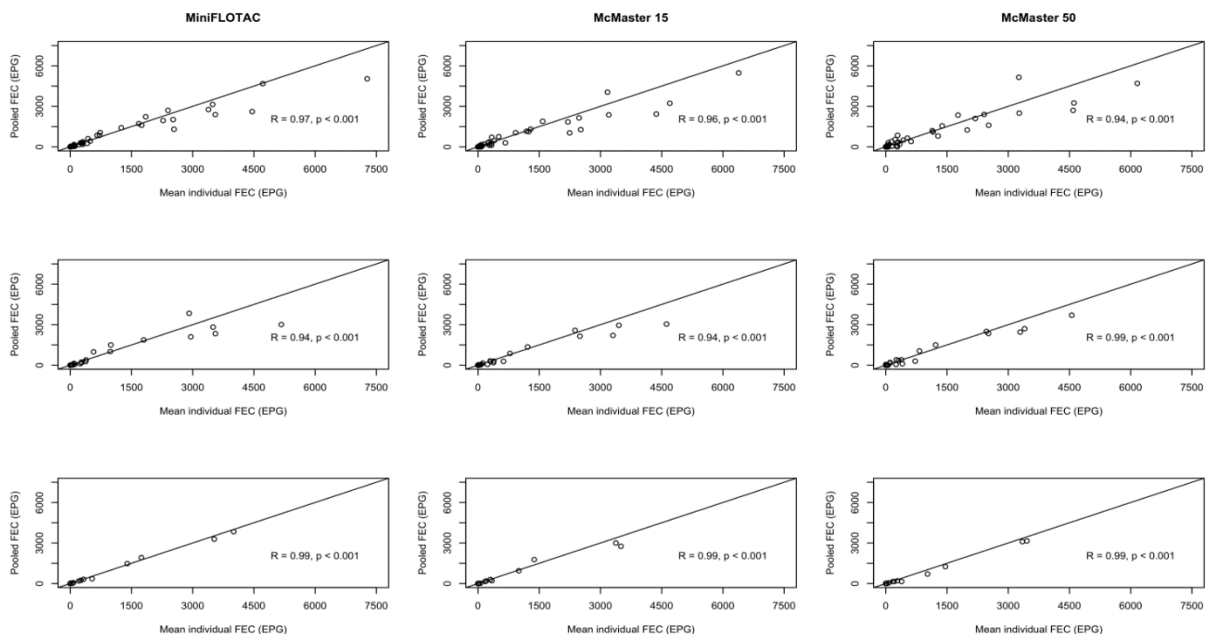 MiniFLOTAC
McMaster 15
McMaster 50
Pooled FEC (EPG)
6000
3000
0
R = 0.97, p < 0.001
0 1500 3000 4500 6000 7500
Mean individual FEC (EPG)
Pooled FEC (EPG)
6000
3000
0
R = 0.96, p < 0.001
0 1500 3000 4500 6000 7500
Mean individual FEC (EPG)
Pooled FEC (EPG)
6000
3000
0
R = 0.94, p < 0.001
0 1500 3000 4500 6000 7500
Mean individual FEC (EPG)
Pooled FEC (EPG)
6000
3000
0
R = 0.94, p < 0.001
0 1500 3000 4500 6000 7500
Mean individual FEC (EPG)
Pooled FEC (EPG)
6000
3000
0
R = 0.94, p < 0.001
0 1500 3000 4500 6000 7500
Mean individual FEC (EPG)
Pooled FEC (EPG)
6000
3000
0
R = 0.99, p < 0.001
0 1500 3000 4500 6000 7500
Mean individual FEC (EPG)
Pooled FEC (EPG)
6000
3000
0
R = 0.99, p < 0.001
0 1500 3000 4500 6000 7500
Mean individual FEC (EPG)
Pooled FEC (EPG)
6000
3000
0
R = 0.99, p < 0.001
0 1500 3000 4500 6000 7500
Mean individual FEC (EPG)
Pooled FEC (EPG)
6000
3000
0
R = 0.99, p < 0.001
0 1500 3000 4500 6000 7500
Mean individual FEC (EPG)